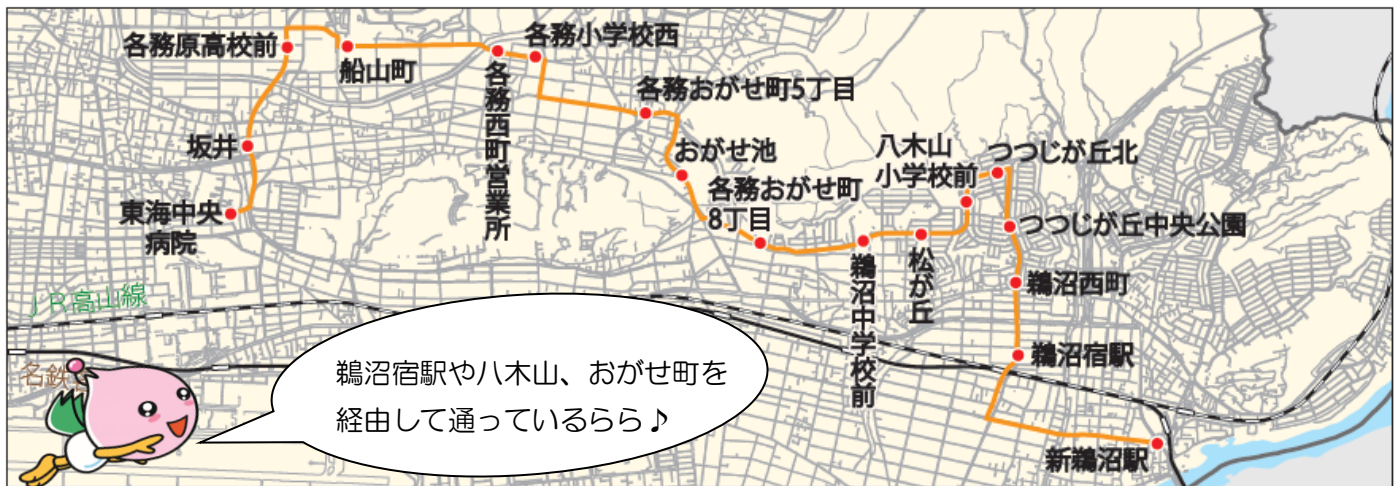 各務原高校前
船山町
各務西町営業所
各務小学校西
各務おがせ町5丁目
坂井
東海中央
病院
おがせ池
各務おがせ町
8丁目
鵜沼中学校前
松が丘
八木山
小学校前
つつじが丘北
つつじが丘中央公園
鵜沼西町
鵜沼宿駅
新鵜沼駅
JR高山線
名鉄
鵜沼宿駅や八木山、おがせ町を
経由して通っているらら♪